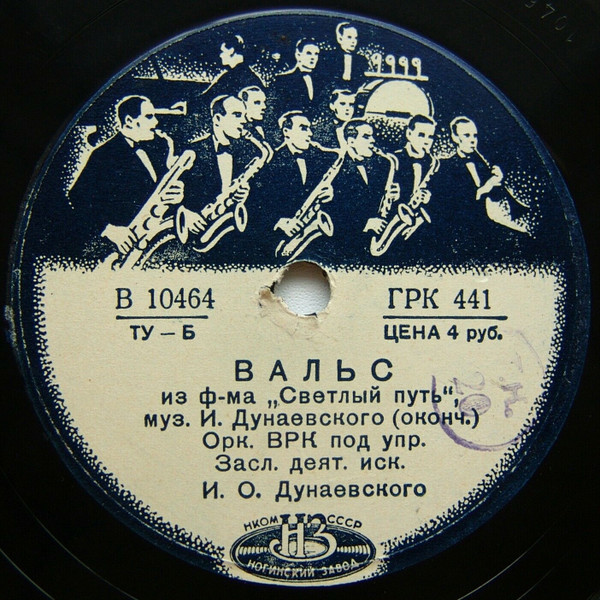 В 10464
ГРК 441
ТУ — Б
ЦЕНА 4 руб.
ВАЛЬС
из ф-ма „Светлый путь“,
муз. И. Дунаевского (оконч.)
Орк. ВРК под упр.
Засл. деят. иск.
И. О. Дунаевского
НКОМ СССР
НЗ
НОГИНСКИЙ ЗАВОД